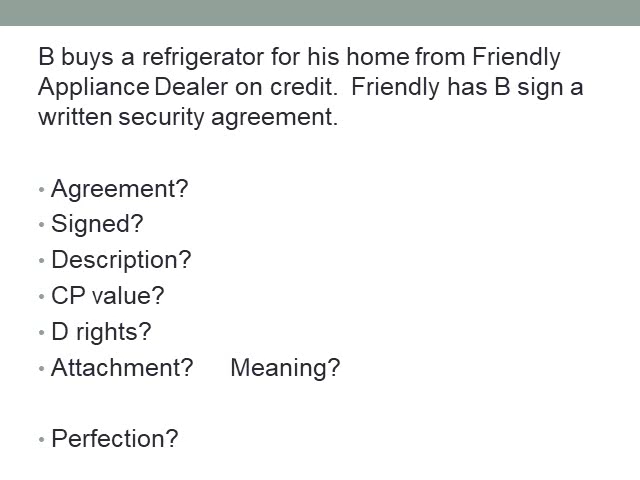 B buys a refrigerator for his home from Friendly
Appliance Dealer on credit.  Friendly has B sign a
written security agreement.
• Agreement?
• Signed?
• Description?
• CP value?
• D rights?
• Attachment?      Meaning?
• Perfection?